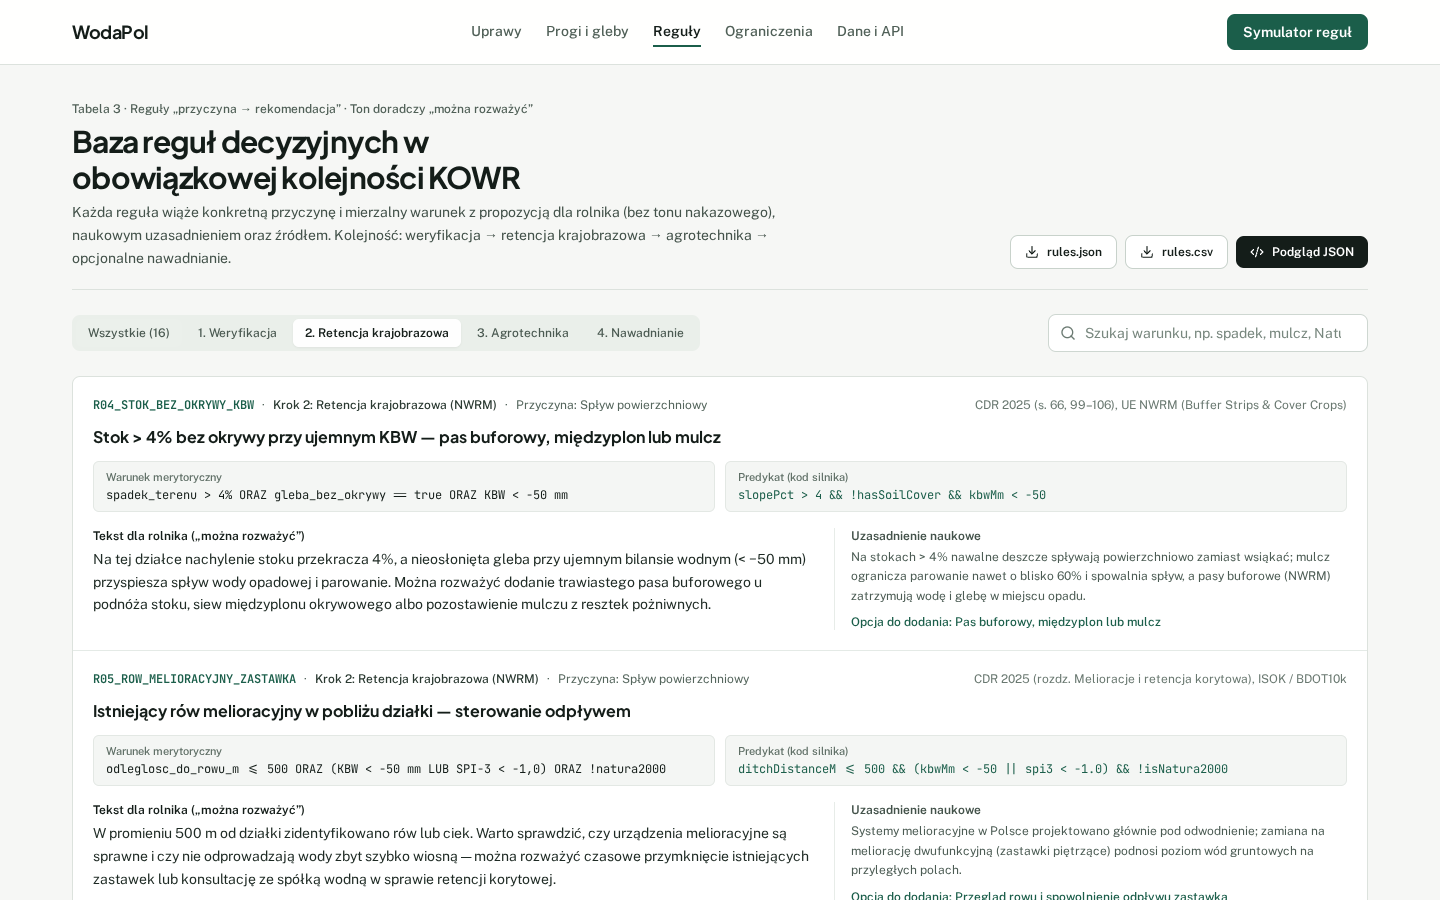 WodaPol
Uprawy
Progi i gleby
Reguły
Ograniczenia
Dane i API
Symulator reguł
Tabela 3 · Reguły „przyczyna → rekomendacja” · Ton doradczy „można rozważyć”
Baza reguł decyzyjnych w
obowiązkowej kolejności KOWR
Każda reguła wiąże konkretną przyczynę i mierzalny warunek z propozycją dla rolnika (bez tonu nakazowego),
naukowym uzasadnieniem oraz źródłem. Kolejność: weryfikacja → retencja krajobrazowa → agrotechnika →
opcjonalne nawadnianie.
rules.json
rules.csv
Podgląd JSON
Wszystkie (16)
1. Weryfikacja
2. Retencja krajobrazowa
3. Agrotechnika
4. Nawadnianie
Szukaj warunku, np. spadek, mulcz, Natu
R04_STOK_BEZ_OKRYWY_KBW · Krok 2: Retencja krajobrazowa (NWRM) · Przyczyna: Spływ powierzchniowy
CDR 2025 (s. 66, 99–106), UE NWRM (Buffer Strips & Cover Crops)
Stok > 4% bez okrywy przy ujemnym KBW — pas buforowy, międzyplon lub mulcz
Warunek merytoryczny
spadek_terenu > 4% ORAZ gleba_bez_okrywy == true ORAZ KBW < -50 mm
Predykat (kod silnika)
slopePct > 4 && !hasSoilCover && kbwMm < -50
Tekst dla rolnika („można rozważyć”)
Na tej działce nachylenie stoku przekracza 4%, a nieosłonięta gleba przy ujemnym bilansie wodnym (< −50 mm)
przyspiesza spływ wody opadowej i parowanie. Można rozważyć dodanie trawiastego pasa buforowego u
podnóża stoku, siew międzyplonu okrywowego albo pozostawienie mulczu z resztek pożniwnych.
Uzasadnienie naukowe
Na stokach > 4% nawalne deszcze spływają powierzchniowo zamiast wsiąkać; mulcz
ogranicza parowanie nawet o blisko 60% i spowalnia spływ, a pasy buforowe (NWRM)
zatrzymują wodę i glebę w miejscu opadu.
Opcja do dodania: Pas buforowy, międzyplon lub mulcz
R05_ROW_MELIORACYJNY_ZASTAWKA · Krok 2: Retencja krajobrazowa (NWRM) · Przyczyna: Spływ powierzchniowy
CDR 2025 (rozdz. Melioracje i retencja korytowa), ISOK / BDOT10k
Istniejący rów melioracyjny w pobliżu działki — sterowanie odpływem
Warunek merytoryczny
odleglosc_do_rowu_m <= 500 ORAZ (KBW < -50 mm LUB SPI-3 < -1,0) ORAZ !natura2000
Predykat (kod silnika)
ditchDistanceM <= 500 && (kbwMm < -50 || spi3 < -1.0) && !isNatura2000
Tekst dla rolnika („można rozważyć”)
W promieniu 500 m od działki zidentyfikowano rów lub ciek. Warto sprawdzić, czy urządzenia melioracyjne są
sprawne i czy nie odprowadzają wody zbyt szybko wiosną — można rozważyć czasowe przymknięcie istniejących
zastawek lub konsultację ze spółką wodną w sprawie retencji korytowej.
Uzasadnienie naukowe
Systemy melioracyjne w Polsce projektowano głównie pod odwodnienie; zamiana na
meliorację dwufunkcyjną (zastawki piętrzące) podnosi poziom wód gruntowych na
przyległych polach.
Opcja do dodania: Przegląd rowu i spowolnienie odpływu zastawką